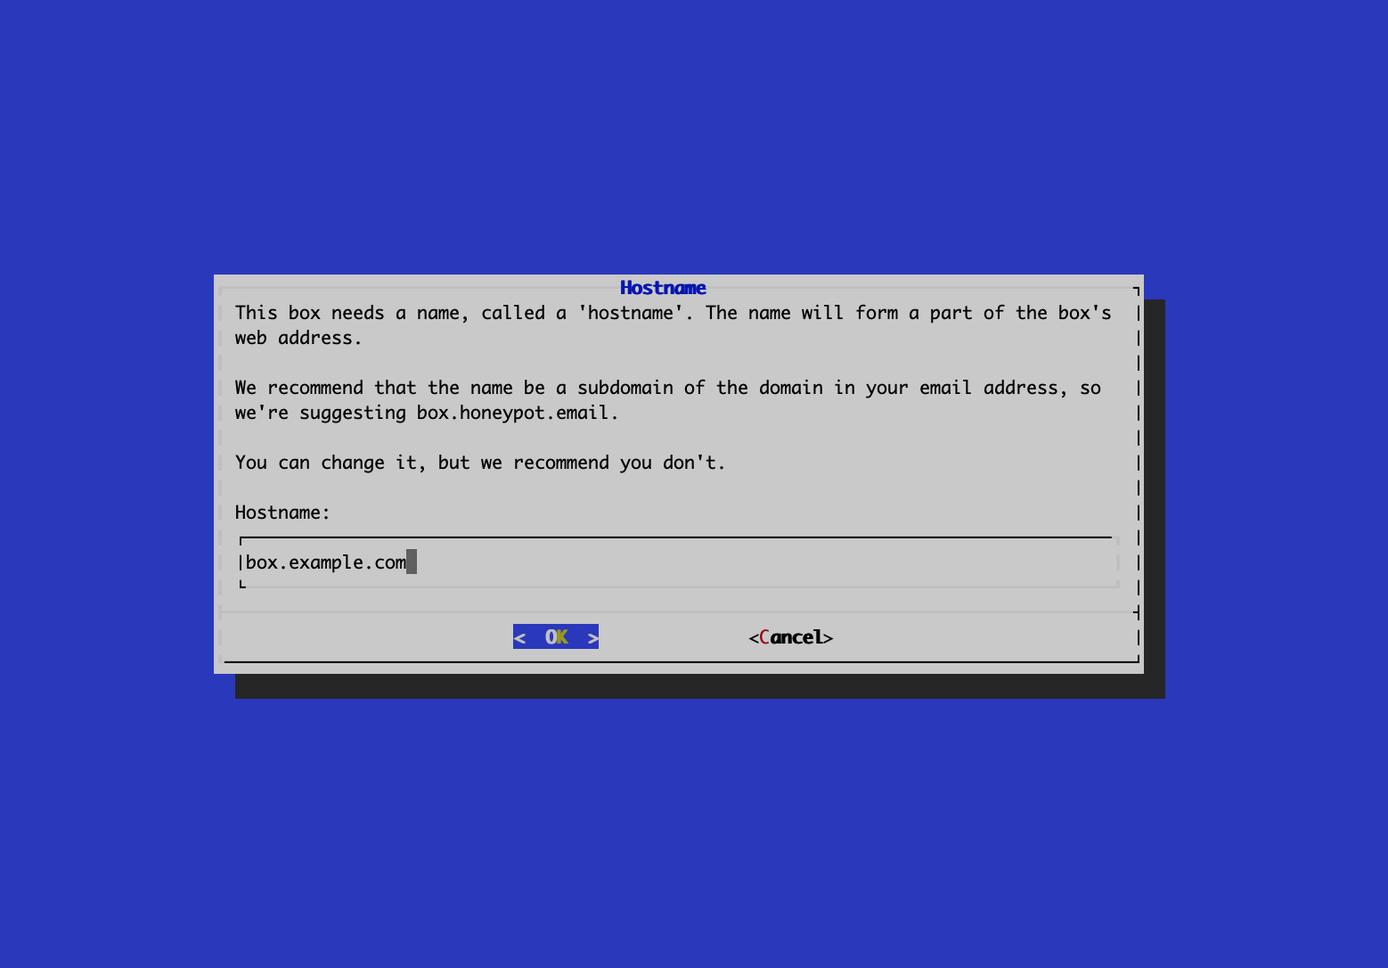 Hostname
This box needs a name, called a 'hostname'. The name will form a part of the box's
web address.
We recommend that the name be a subdomain of the domain in your email address, so
we're suggesting box.honeypot.email.
You can change it, but we recommend you don't.
Hostname:
box.example.com
< OK > <Cancel>